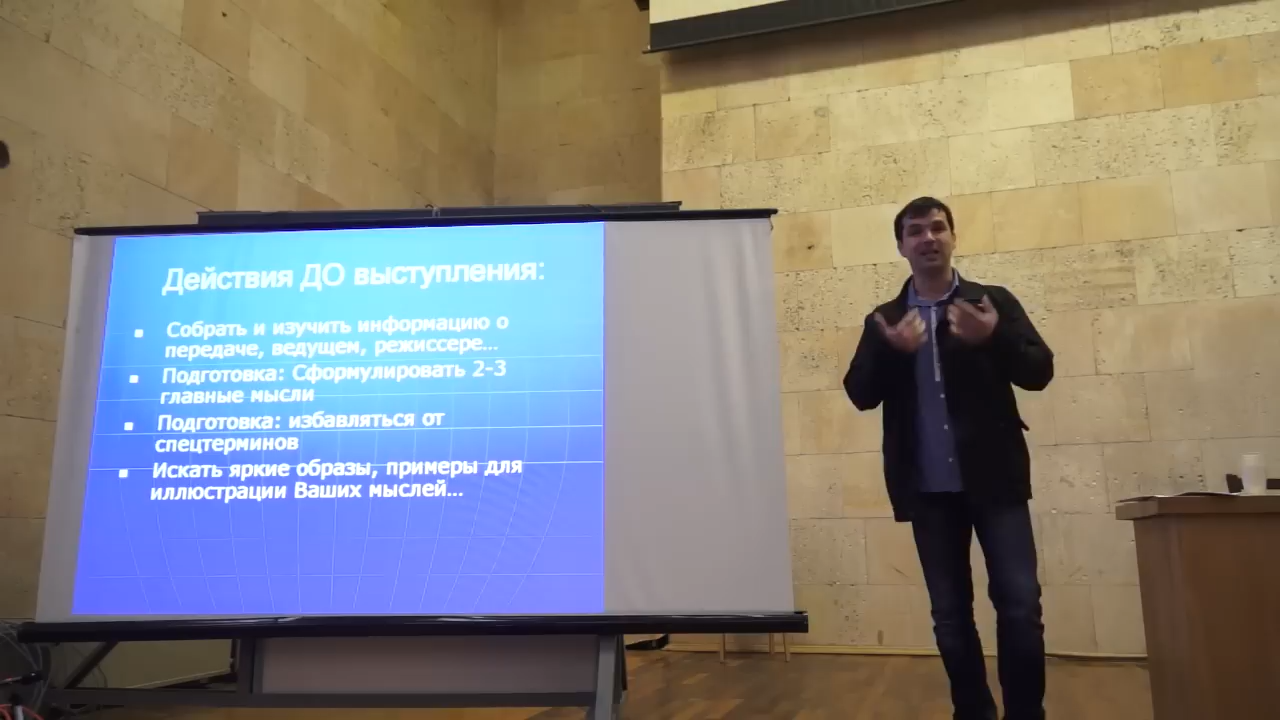 Действия ДО выступления:
Собрать и изучить информацию о
передаче, ведущем, режиссере...
Подготовка: Сформулировать 2-3
главные мысли
Подготовка: избавляться от
спецтерминов
Искать яркие образы, примеры для
иллюстрации Ваших мыслей...